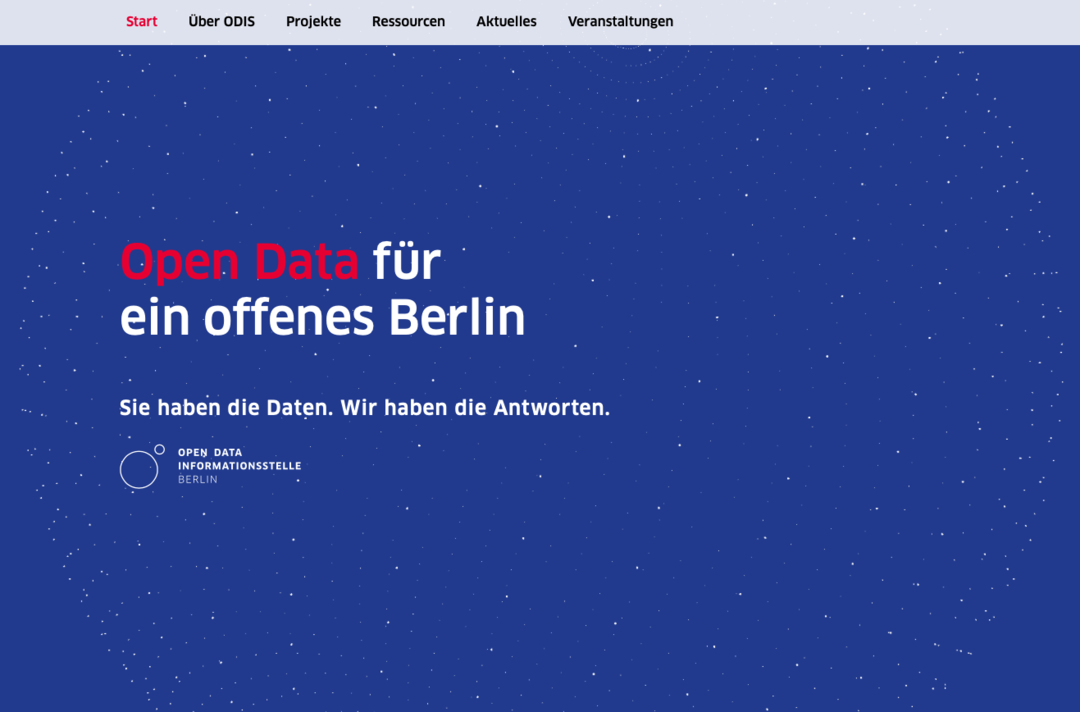 Start Über ODIS Projekte Ressourcen Aktuelles Veranstaltungen
Open Data für
ein offenes Berlin
Sie haben die Daten. Wir haben die Antworten.
OPEN DATA
INFORMATIONSSTELLE
BERLIN